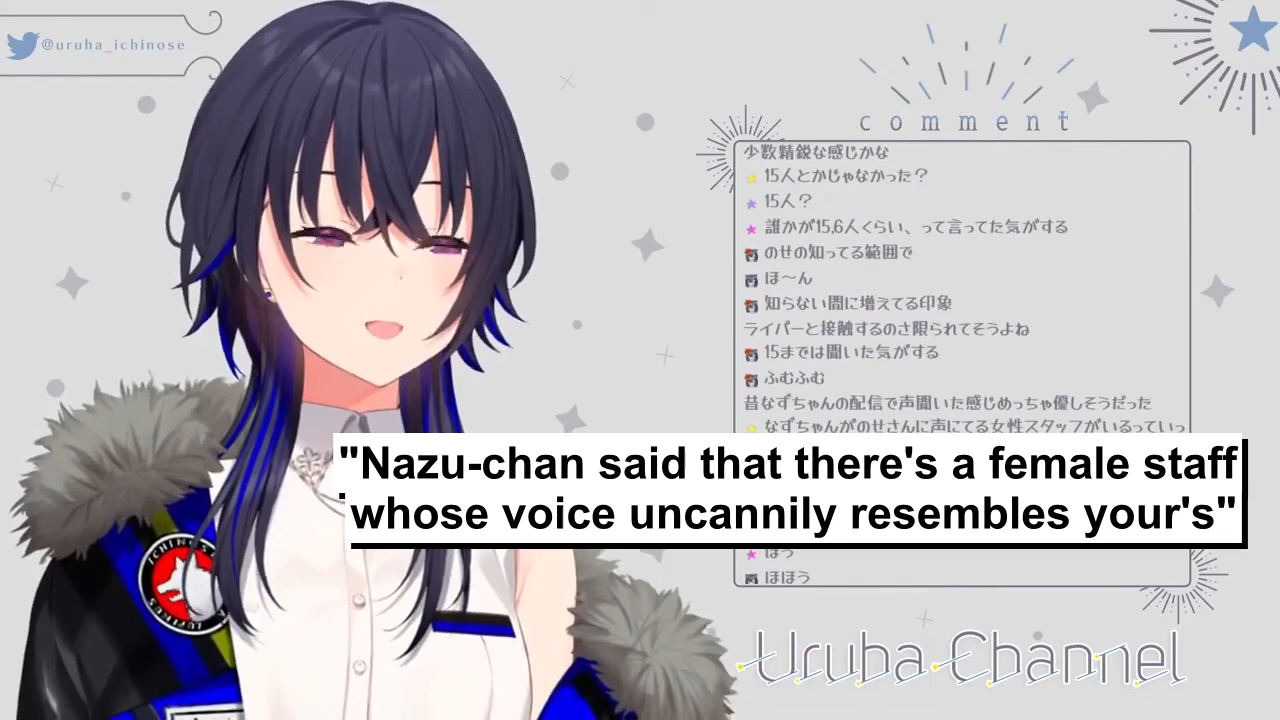 @uruha_ichinose
comment
少数精鋭な感じかな
15人とかじゃなかった？
15人？
誰かが15,6人くらい、って言ってた気がする
のせの知ってる範囲で
ほ〜ん
知らない間に増えてる印象
ライバーと接触するのさ限られてそうよね
15までは聞いた気がする
ふむふむ
昔なずちゃんの配信で声聞いた感じめっちゃ優しそうだった
なずちゃんがのせさんに声にてる女性スタッフがいるっていっ
"Nazu-chan said that there's a female staff
whose voice uncannily resembles your's"
ほう
ほほう
Uruha Channel